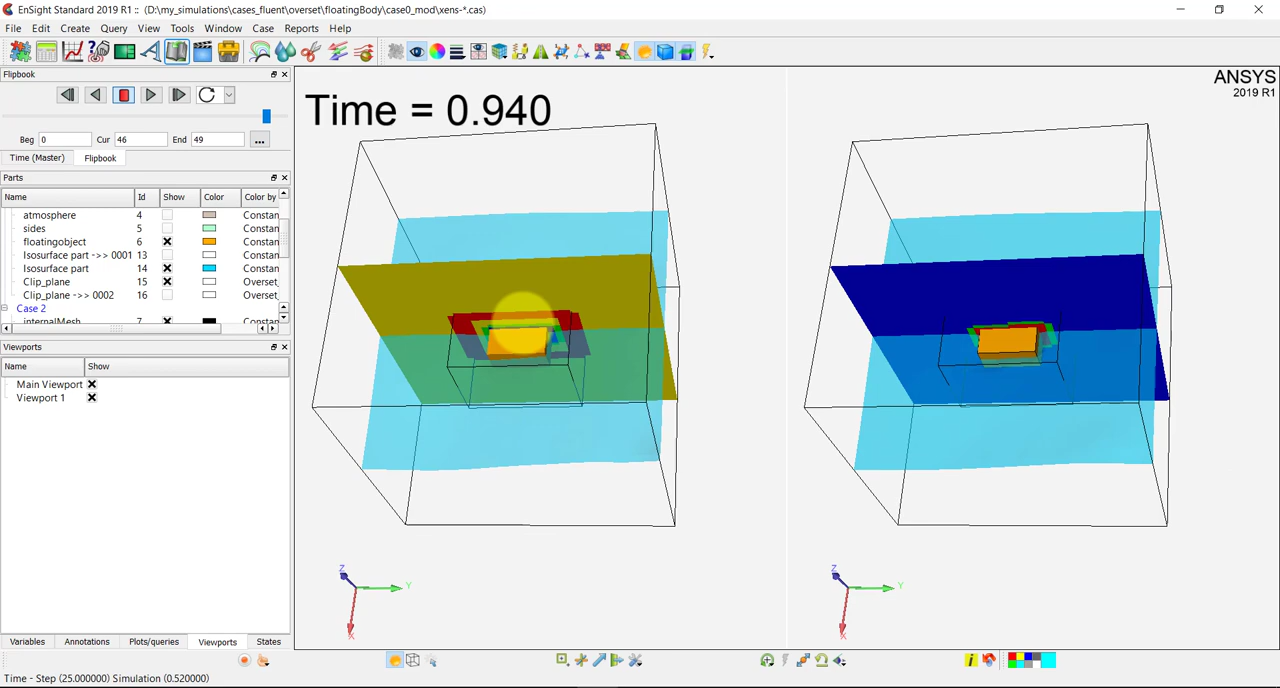 EnSight Standard 2019 R1 :: (D:\my_simulations\cases_fluent\overset\floatingBody\case0_mod\xens-*.cas)
File Edit Create Query View Tools Window Case Reports Help
Flipbook
Beg 0 Cur 46 End 49 ...
Time (Master) Flipbook
Parts
Name Id Show Color Color by
atmosphere 4 Constan
sides 5 Constan
floatingobject 6 Constan
Isosurface part ->> 0001 13 Constan
Isosurface part 14 Constan
Clip_plane 15 Overset_
Clip_plane ->> 0002 16 Overset_
Case 2
internalMesh 7 Constan
Viewports
Name Show
Main Viewport
Viewport 1
Variables Annotations Plots/queries Viewports States
Time - Step (25.000000) Simulation (0.520000)
Time = 0.940
ANSYS
2019 R1
Z Y X
Z Y X